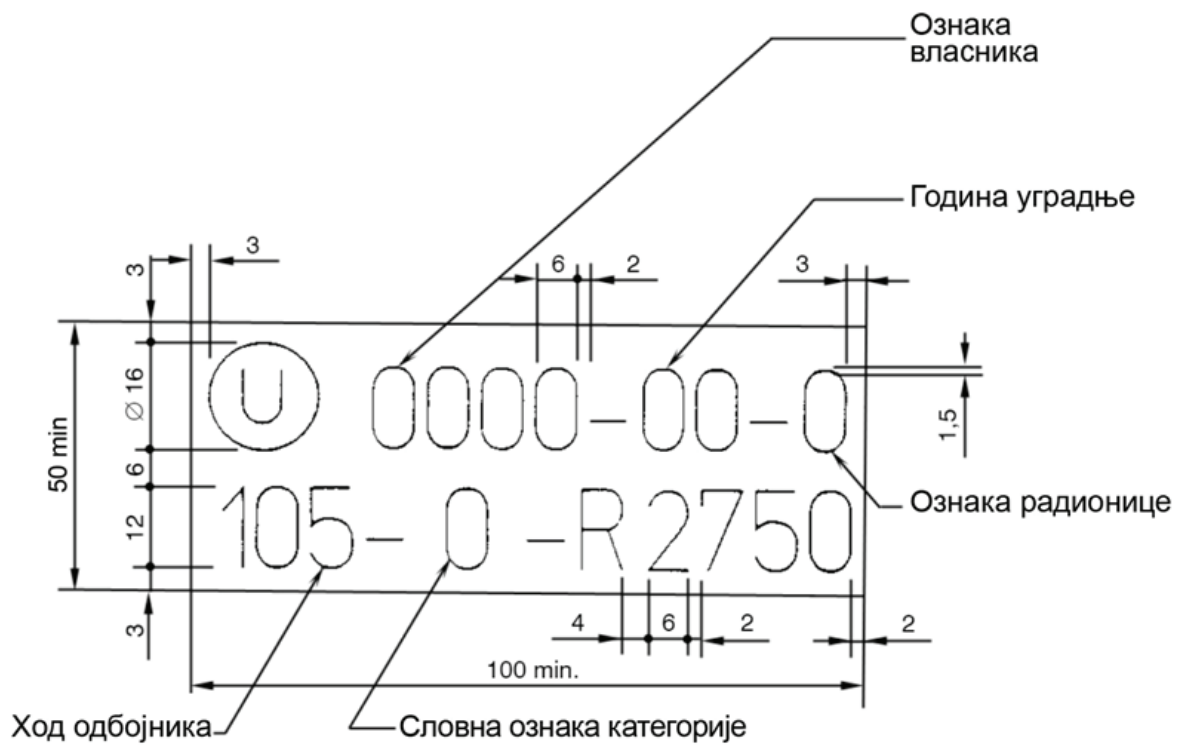 Ознака
власника
Година уградње
3
6
2
3
3
Ø 16
U 0000-00-0
1,5
50 min
6
Ознака радионице
12
105-0-R2750
3
4
6
2
2
100 min.
Ход одбојника
Словна ознака категорије